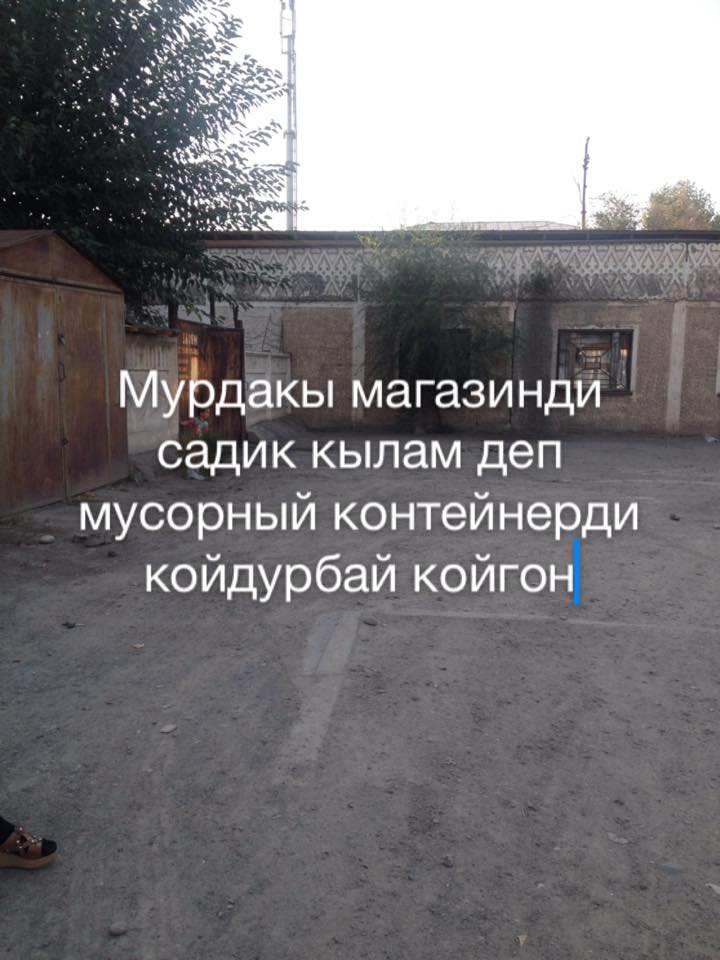 Мурдакы магазинди
садик кылам деп
мусорный контейнерди
койдурбай койгон